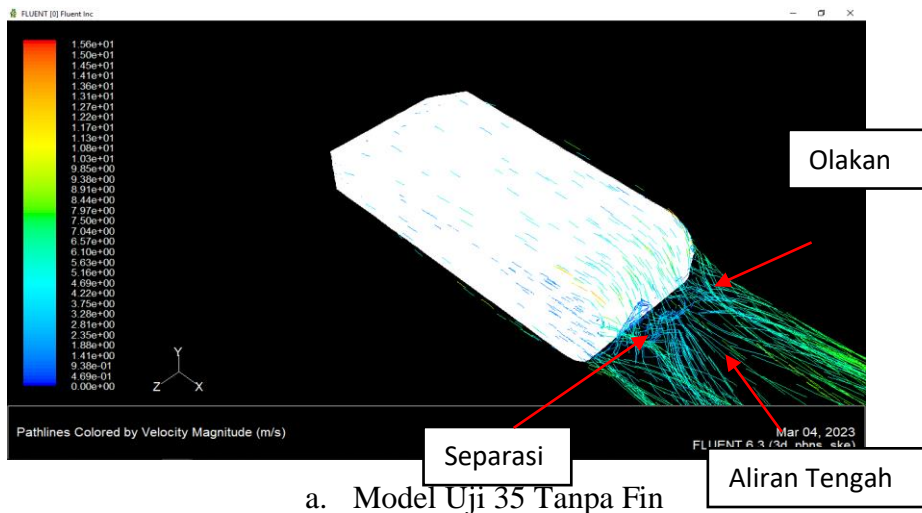 FLUENT [0] Fluent Inc
1.56e+01
1.50e+01
1.45e+01
1.41e+01
1.36e+01
1.31e+01
1.27e+01
1.22e+01
1.17e+01
1.13e+01
1.08e+01
1.03e+01
9.85e+00
9.38e+00
8.91e+00
8.44e+00
7.97e+00
7.50e+00
7.04e+00
6.57e+00
6.10e+00
5.63e+00
5.16e+00
4.69e+00
4.22e+00
3.75e+00
3.28e+00
2.81e+00
2.35e+00
1.88e+00
1.41e+00
9.38e-01
4.69e-01
0.00e+00
Olakan
Y
Z
X
Pathlines Colored by Velocity Magnitude (m/s)
Mar 04, 2023
FLUENT 6.3 (3d, pbns, ske)
Separasi
Aliran Tengah
a. Model Uji 35 Tanpa Fin